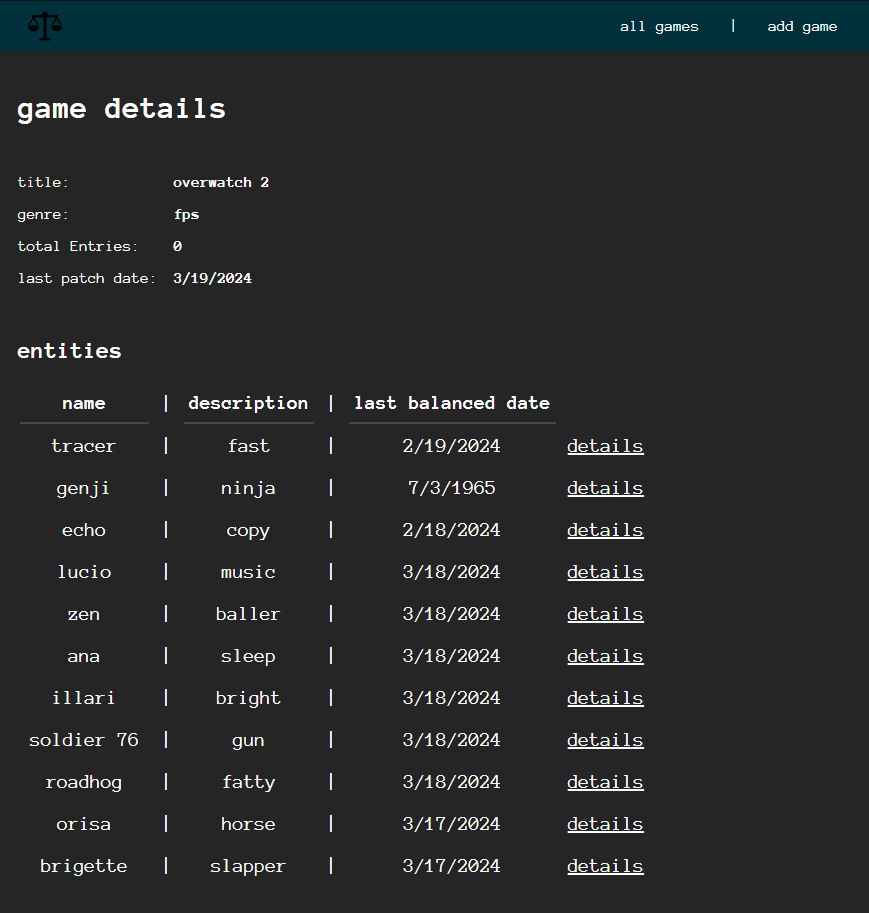 all games | add game
game details
title: overwatch 2
genre: fps
total Entries: 0
last patch date: 3/19/2024
entities
name | description | last balanced date
tracer | fast | 2/19/2024 details
genji | ninja | 7/3/1965 details
echo | copy | 2/18/2024 details
lucio | music | 3/18/2024 details
zen | baller | 3/18/2024 details
ana | sleep | 3/18/2024 details
illari | bright | 3/18/2024 details
soldier 76 | gun | 3/18/2024 details
roadhog | fatty | 3/18/2024 details
orisa | horse | 3/17/2024 details
brigette | slapper | 3/17/2024 details